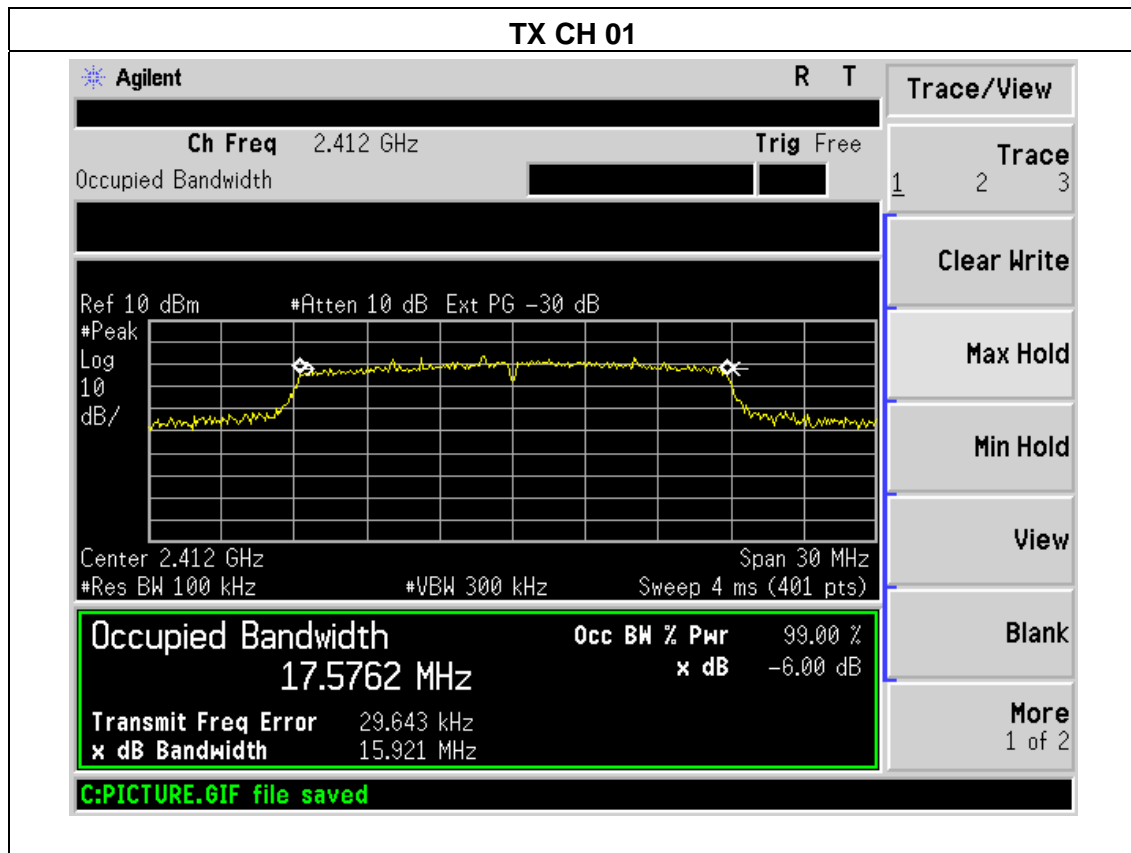 TX CH 01
Agilent R T
Trace/View
Ch Freq 2.412 GHz Trig Free
Occupied Bandwidth
Trace
1 2 3
Clear Write
Ref 10 dBm #Atten 10 dB Ext PG -30 dB
#Peak
Log
10
dB/
Max Hold
Min Hold
Center 2.412 GHz Span 30 MHz
#Res BW 100 kHz #VBW 300 kHz Sweep 4 ms (401 pts)
View
Occupied Bandwidth Occ BW % Pwr 99.00 %
17.5762 MHz x dB -6.00 dB
Blank
Transmit Freq Error 29.643 kHz
x dB Bandwidth 15.921 MHz
More
1 of 2
C:PICTURE.GIF file saved